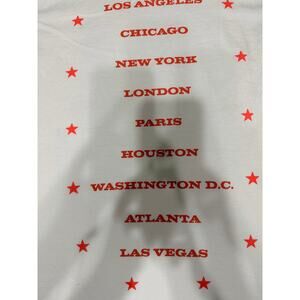 LOS ANGELES
CHICAGO
NEW YORK
LONDON
PARIS
HOUSTON
WASHINGTON D.C.
ATLANTA
LAS VEGAS